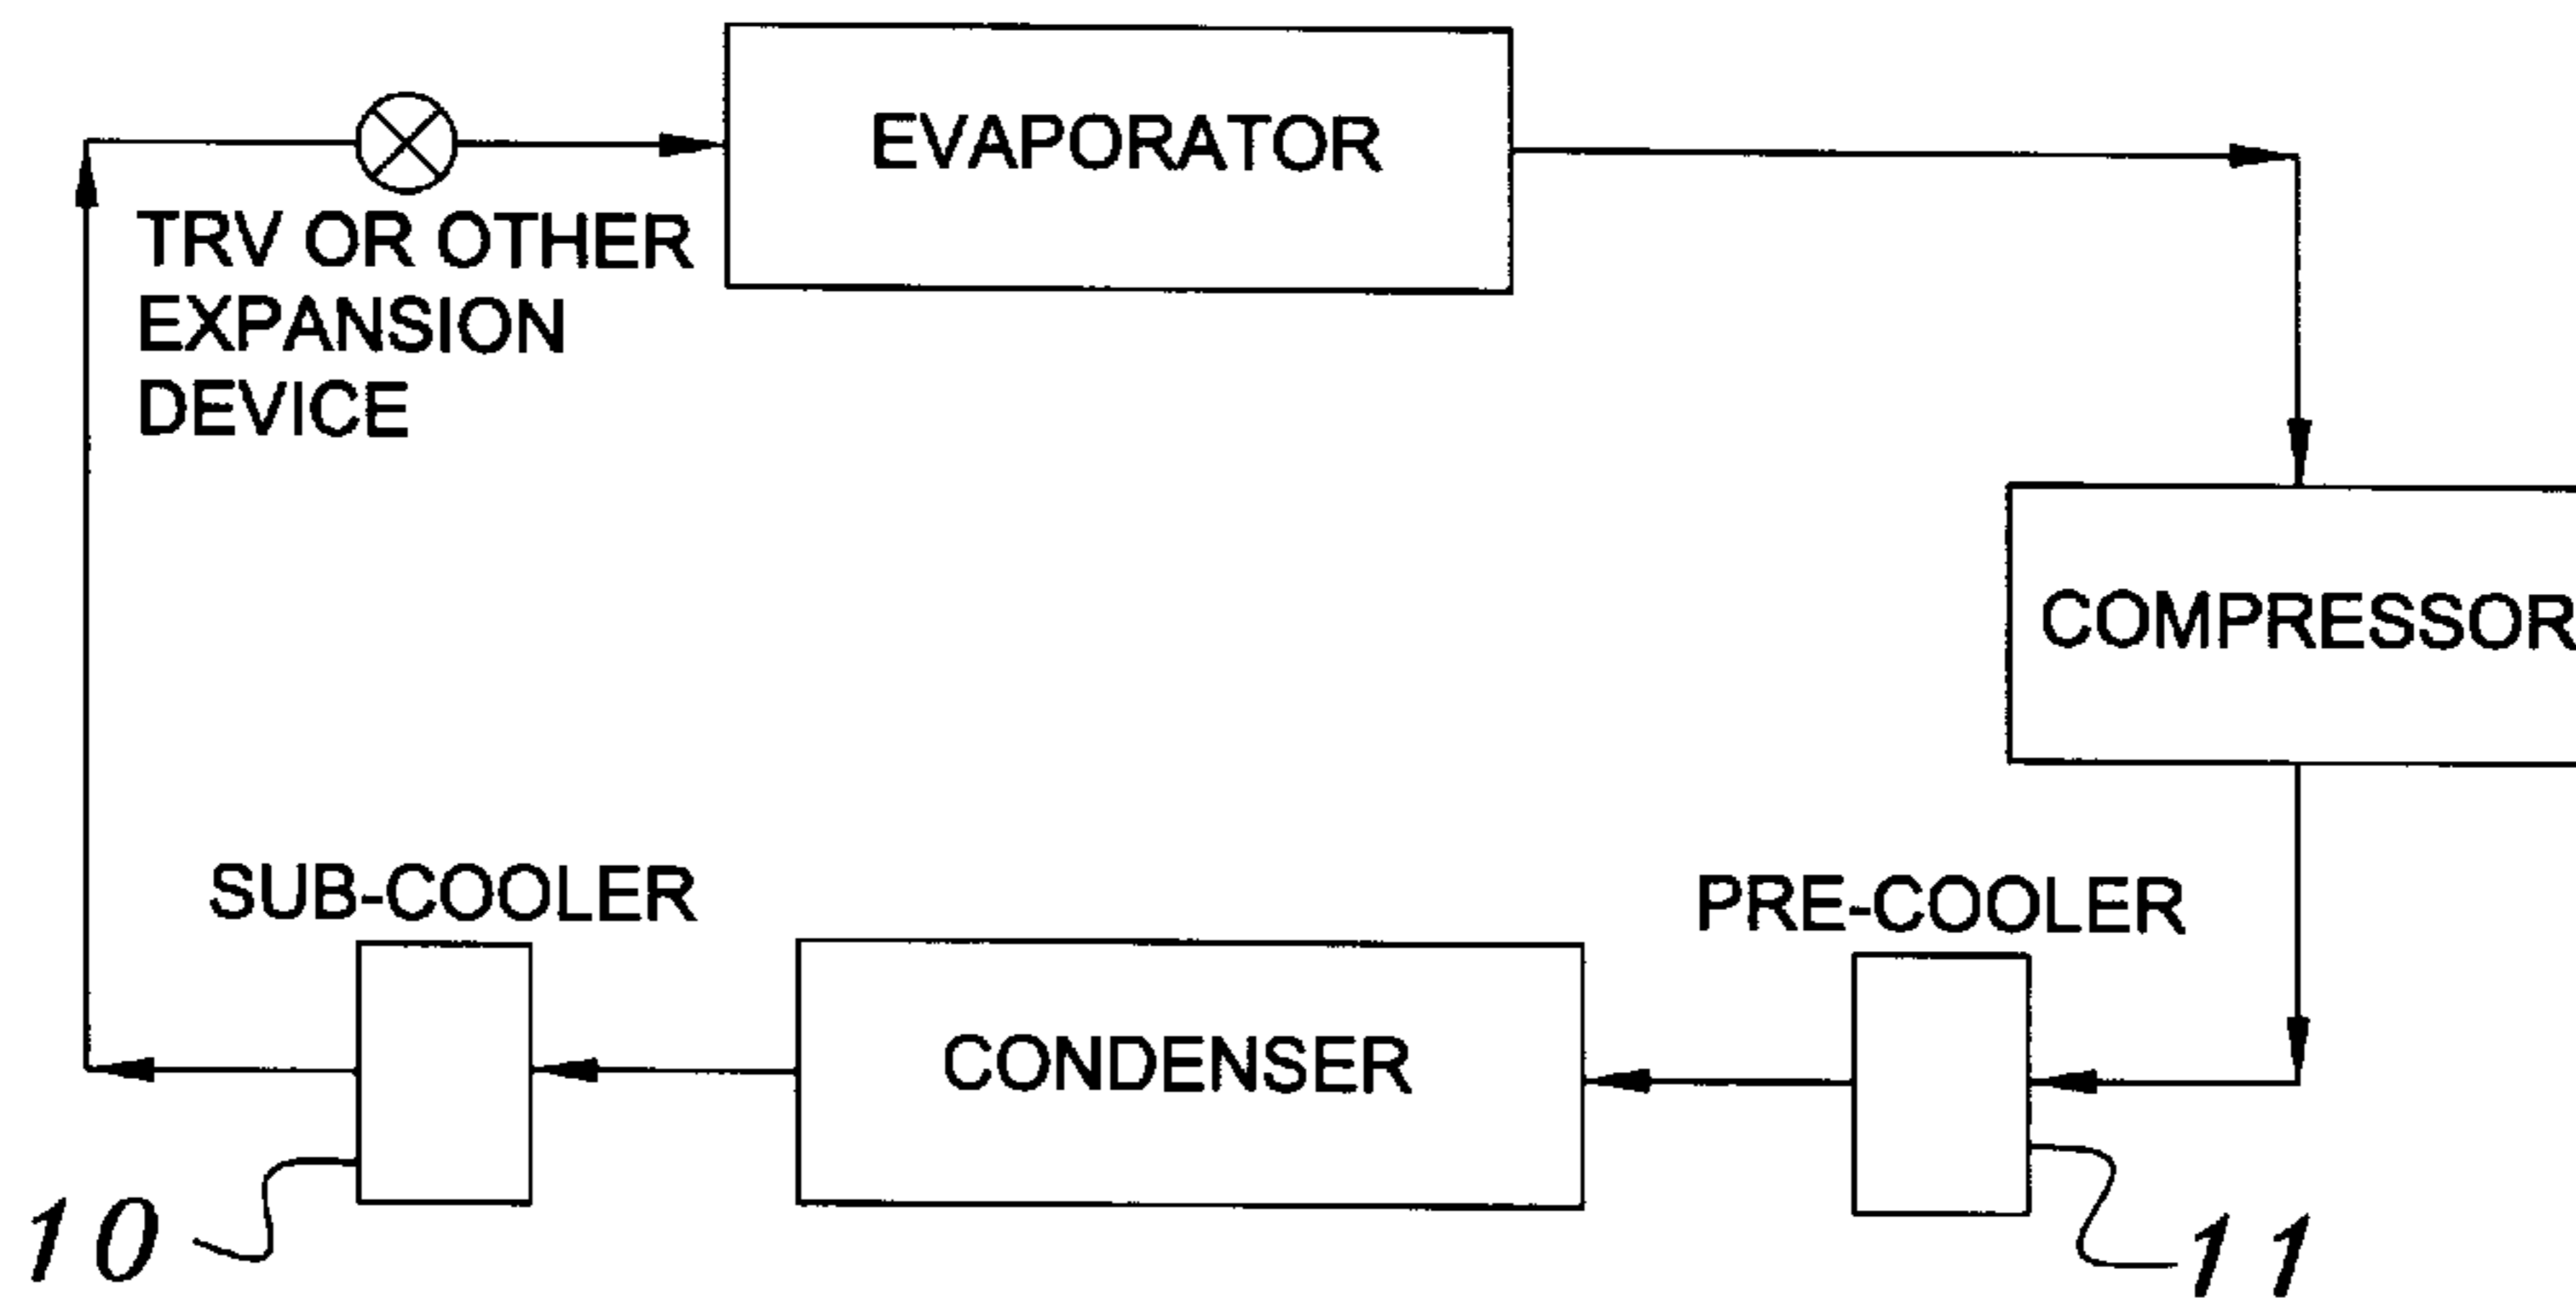 EVAPORATOR
TRV OR OTHER
EXPANSION
DEVICE
COMPRESSOR
SUB-COOLER
PRE-COOLER
CONDENSER
10
11